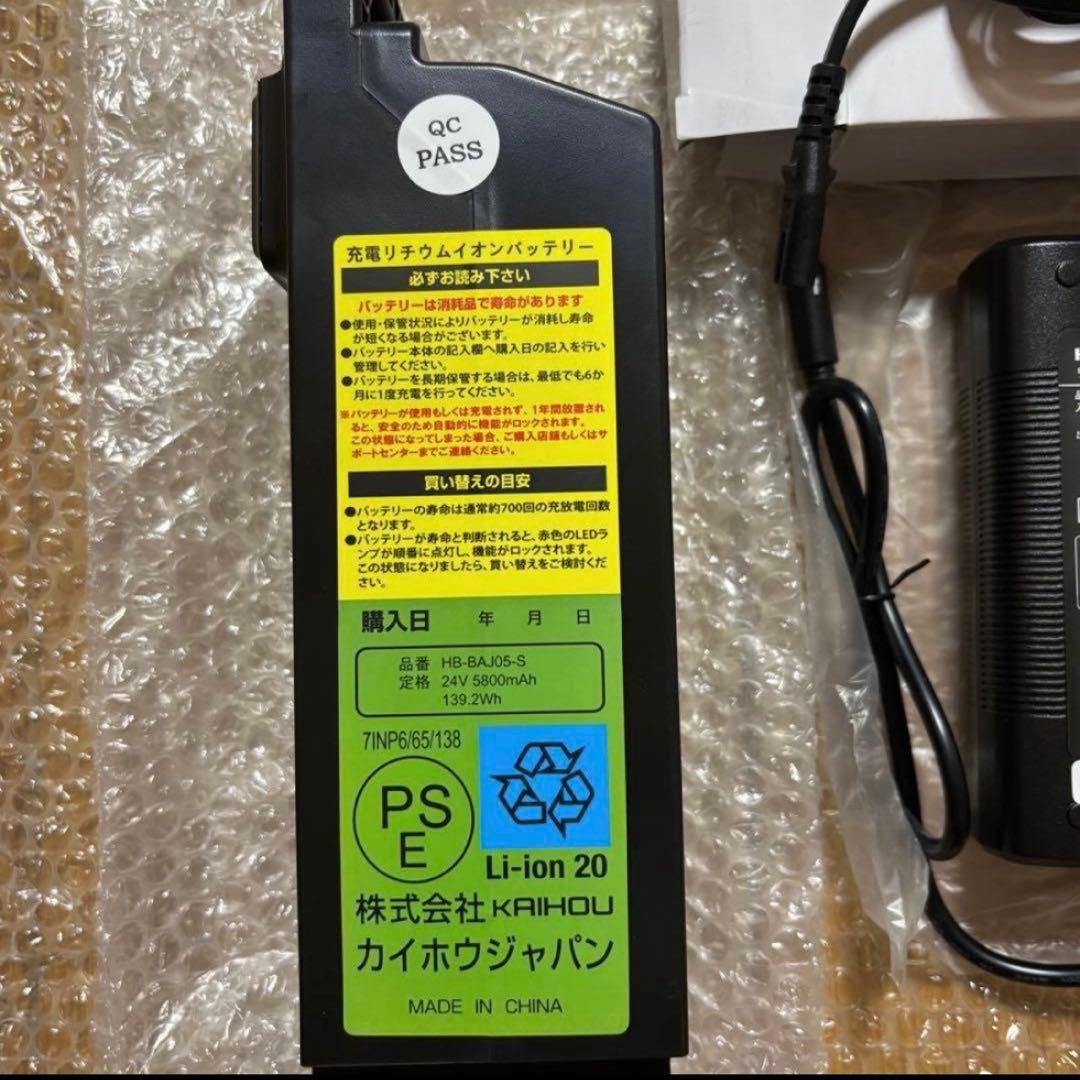 QC
PASS
充電リチウムイオンバッテリー
必ずお読み下さい
バッテリーは消耗品で寿命があります
●使用・保管状況によりバッテリーが消耗し寿命
が短くなる場合がございます。
●バッテリー本体の記入欄へ購入日の記入を行い
管理してください。
●バッテリーを長期保管する場合は、最低でも6か
月に1度充電を行ってください。
※バッテリーが使用もしくは充電されず、1年間放置され
ると、安全のため自動的に機能がロックされます。
この状態になってしまった場合、ご購入店舗もしくはサ
ポートセンターまでご連絡ください。
買い替えの目安
●バッテリーの寿命は通常約700回の充放電回数
となります。
●バッテリーが寿命と判断されると、赤色のLEDラ
ンプが順番に点灯し、機能がロックされます。
この状態になりましたら、買い替えをご検討くだ
さい。
購入日 年 月 日
品番 HB-BAJ05-S
定格 24V 5800mAh
139.2Wh
7INP6/65/138
PS
E
Li-ion 20
株式会社 KAIHOU
カイホウジャパン
MADE IN CHINA